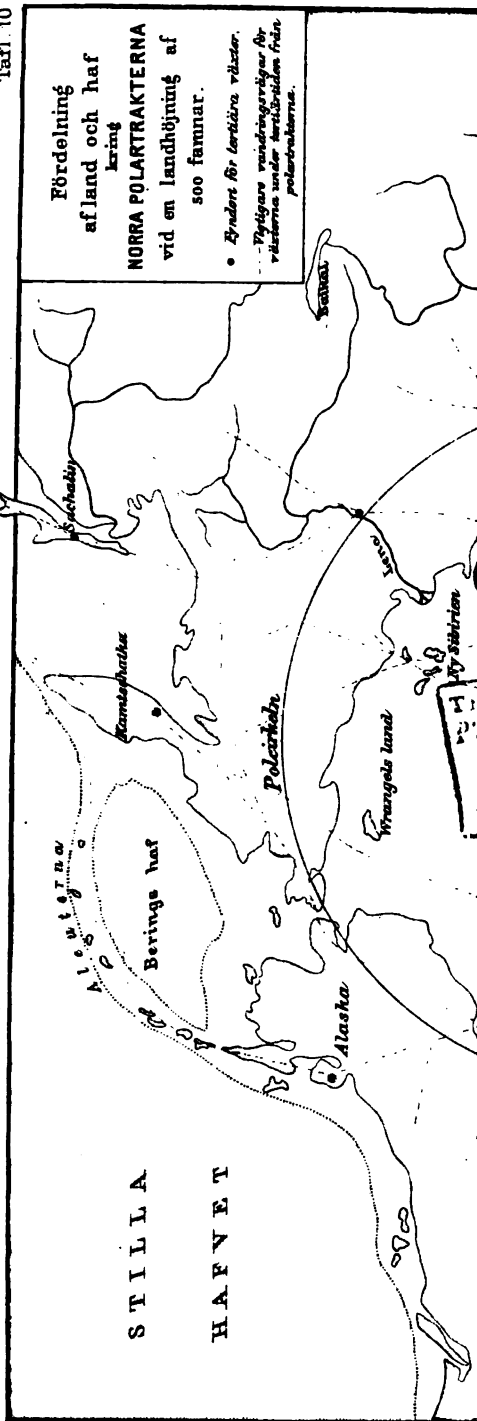 Tafl. 10
Fördelning
af land och haf
kring
NORRA POLARTRAKTERNA
vid en landhöjning af
500 famnar.
• Fyndort för tertiära växter.
--- Vigtigare vandringsvägar för
växterna under tertiärtiden från
polartrakterna.
STILLA
HAFVET
Aleuterna
Berings haf
Kamtschatka
Sachalin
Alaska
Polcirkeln
Wrangels land
Ny Sibirien
Lena
Baikal